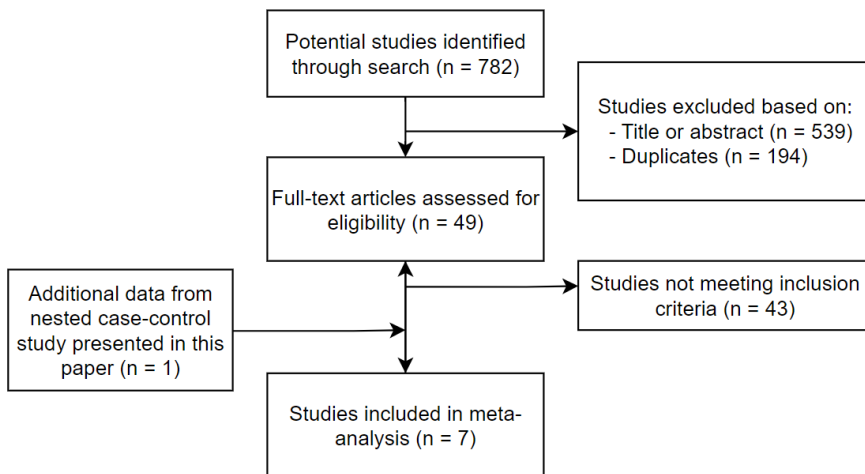 Potential studies identified
through search (n = 782)
Studies excluded based on:
- Title or abstract (n = 539)
- Duplicates (n = 194)
Full-text articles assessed for
eligibility (n = 49)
Studies not meeting inclusion
criteria (n = 43)
Additional data from
nested case-control
study presented in this
paper (n = 1)
Studies included in meta-
analysis (n = 7)